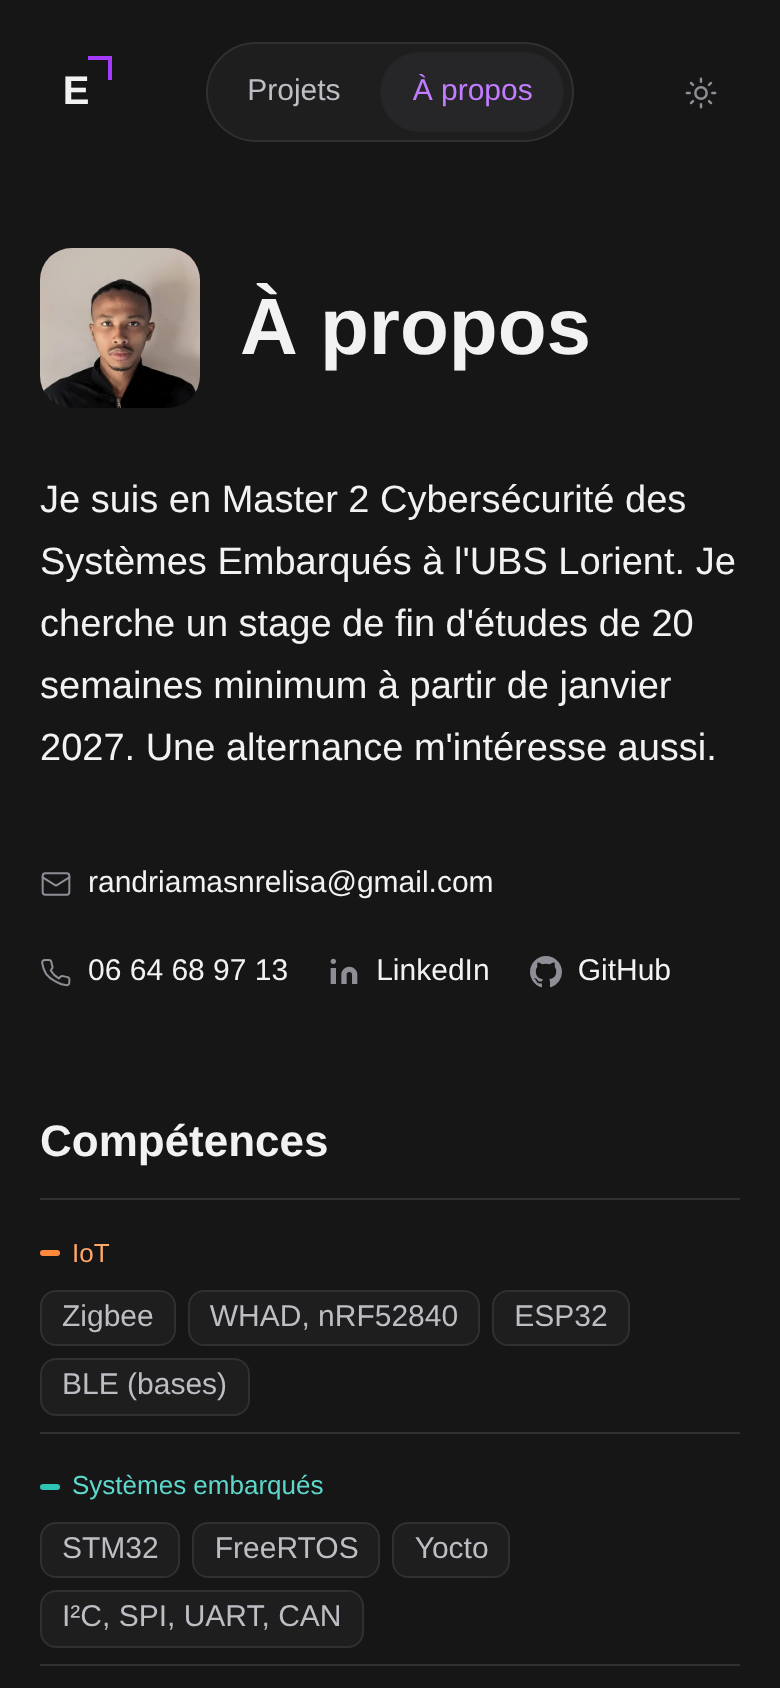 E
Projets
À propos
À propos
Je suis en Master 2 Cybersécurité des
Systèmes Embarqués à l'UBS Lorient. Je
cherche un stage de fin d'études de 20
semaines minimum à partir de janvier
2027. Une alternance m'intéresse aussi.
randriamasnrelisa@gmail.com
06 64 68 97 13 LinkedIn GitHub
Compétences
IoT
Zigbee WHAD, nRF52840 ESP32
BLE (bases)
Systèmes embarqués
STM32 FreeRTOS Yocto
I²C, SPI, UART, CAN